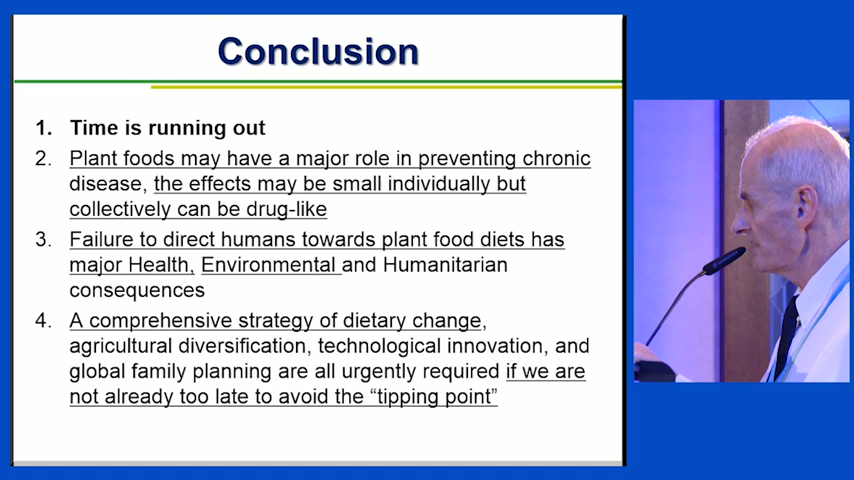 Conclusion
1. Time is running out
2. Plant foods may have a major role in preventing chronic
disease, the effects may be small individually but
collectively can be drug-like
3. Failure to direct humans towards plant food diets has
major Health, Environmental and Humanitarian
consequences
4. A comprehensive strategy of dietary change,
agricultural diversification, technological innovation, and
global family planning are all urgently required if we are
not already too late to avoid the “tipping point”